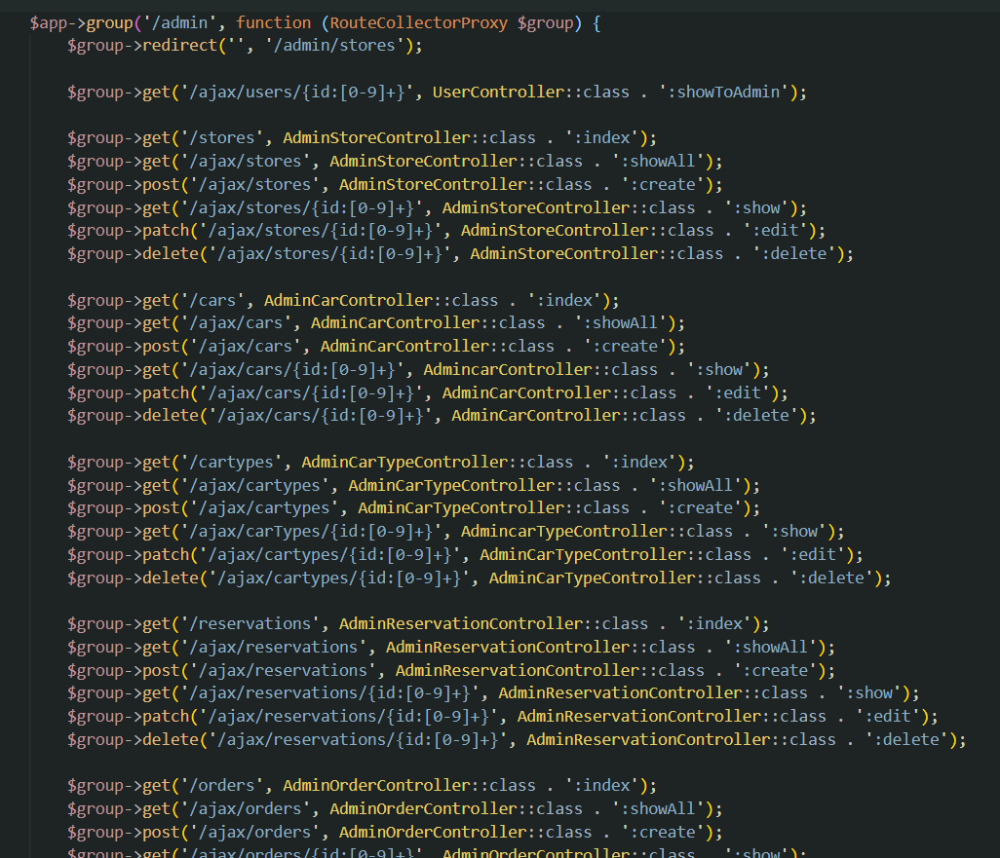 $app->group('/admin', function (RouteCollectorProxy $group) {
$group->redirect('', '/admin/stores');
$group->get('/ajax/users/{id:[0-9]+}', UserController::class . ':showToAdmin');
$group->get('/stores', AdminStoreController::class . ':index');
$group->get('/ajax/stores', AdminStoreController::class . ':showAll');
$group->post('/ajax/stores', AdminStoreController::class . ':create');
$group->get('/ajax/stores/{id:[0-9]+}', AdminStoreController::class . ':show');
$group->patch('/ajax/stores/{id:[0-9]+}', AdminStoreController::class . ':edit');
$group->delete('/ajax/stores/{id:[0-9]+}', AdminStoreController::class . ':delete');
$group->get('/cars', AdminCarController::class . ':index');
$group->get('/ajax/cars', AdminCarController::class . ':showAll');
$group->post('/ajax/cars', AdminCarController::class . ':create');
$group->get('/ajax/cars/{id:[0-9]+}', AdmincarController::class . ':show');
$group->patch('/ajax/cars/{id:[0-9]+}', AdminCarController::class . ':edit');
$group->delete('/ajax/cars/{id:[0-9]+}', AdminCarController::class . ':delete');
$group->get('/cartypes', AdminCarTypeController::class . ':index');
$group->get('/ajax/cartypes', AdminCarTypeController::class . ':showAll');
$group->post('/ajax/cartypes', AdminCarTypeController::class . ':create');
$group->get('/ajax/carTypes/{id:[0-9]+}', AdmincarTypeController::class . ':show');
$group->patch('/ajax/cartypes/{id:[0-9]+}', AdminCarTypeController::class . ':edit');
$group->delete('/ajax/cartypes/{id:[0-9]+}', AdminCarTypeController::class . ':delete');
$group->get('/reservations', AdminReservationController::class . ':index');
$group->get('/ajax/reservations', AdminReservationController::class . ':showAll');
$group->post('/ajax/reservations', AdminReservationController::class . ':create');
$group->get('/ajax/reservations/{id:[0-9]+}', AdminReservationController::class . ':show');
$group->patch('/ajax/reservations/{id:[0-9]+}', AdminReservationController::class . ':edit');
$group->delete('/ajax/reservations/{id:[0-9]+}', AdminReservationController::class . ':delete');
$group->get('/orders', AdminOrderController::class . ':index');
$group->get('/ajax/orders', AdminOrderController::class . ':showAll');
$group->post('/ajax/orders', AdminOrderController::class . ':create');
$group->get('/ajax/orders/{id:[0-9]+}', AdminOrderController::class . ':show');